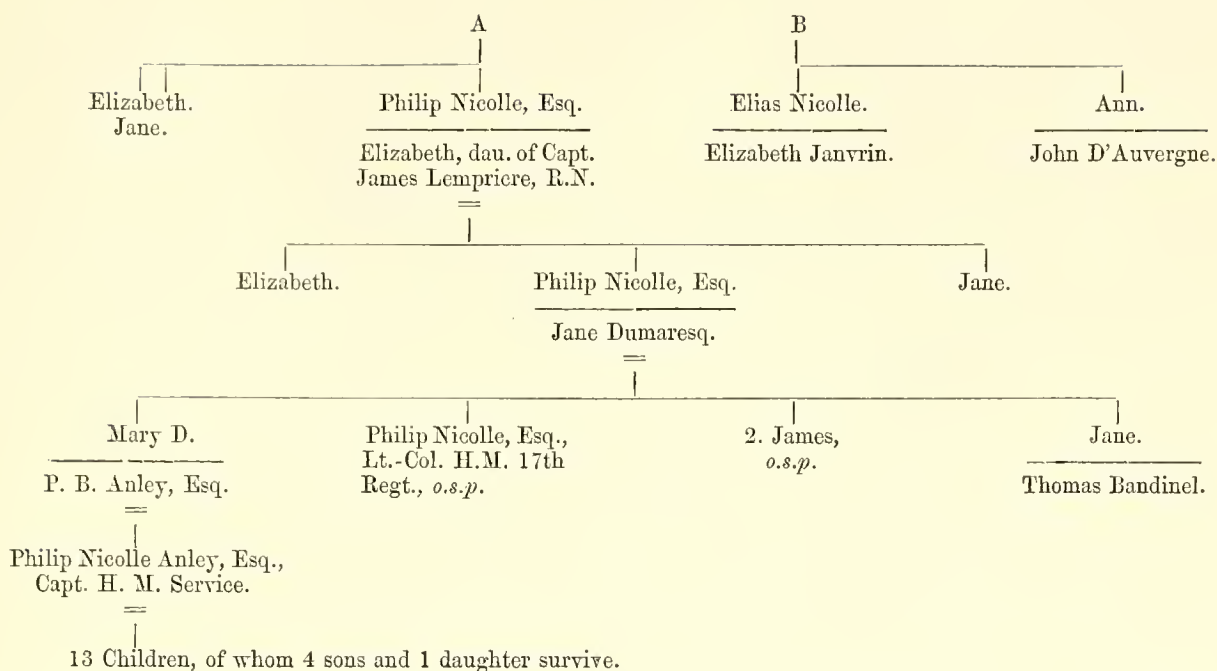 A B
Elizabeth. Philip Nicolle, Esq. Elias Nicolle. Ann.
Jane.
Elizabeth, dau. of Capt. Elizabeth Janvrin. John D'Auvergne.
James Lempriere, R.N.
Elizabeth. Philip Nicolle, Esq. Jane.
Jane Dumaresq.
Mary D. Philip Nicolle, Esq., 2. James, Jane.
Lt.-Col. H.M. 17th o.s.p.
P. B. Anley, Esq. Regt., o.s.p. Thomas Bandinel.
Philip Nicolle Anley, Esq.,
Capt. H. M. Service.
13 Children, of whom 4 sons and 1 daughter survive.